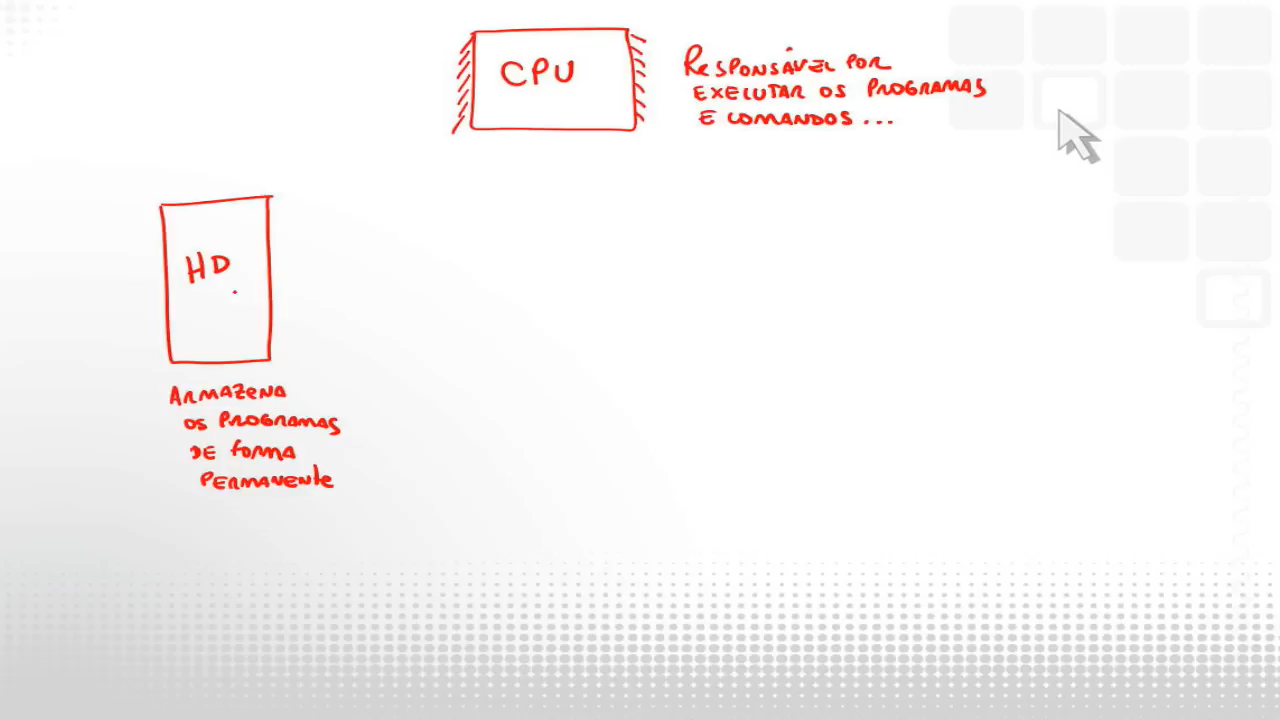 CPU
RESPONSÁVEL POR
EXECUTAR OS PROGRAMAS
E COMANDOS...
HD
ARMAZENA
OS PROGRAMAS
DE FORMA
PERMANENTE